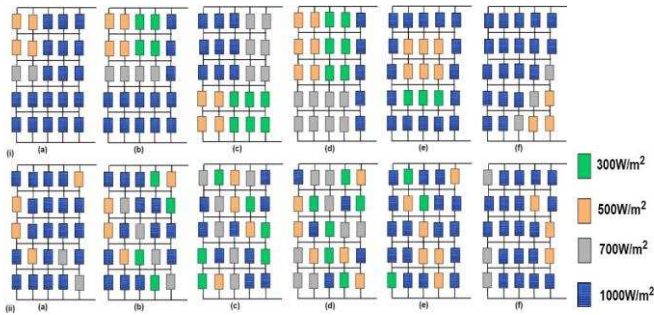 (i) (a) (b) (c) (d) (e) (f)
300W/m²
500W/m²
700W/m²
1000W/m²
(ii) (a) (b) (c) (d) (e) (f)